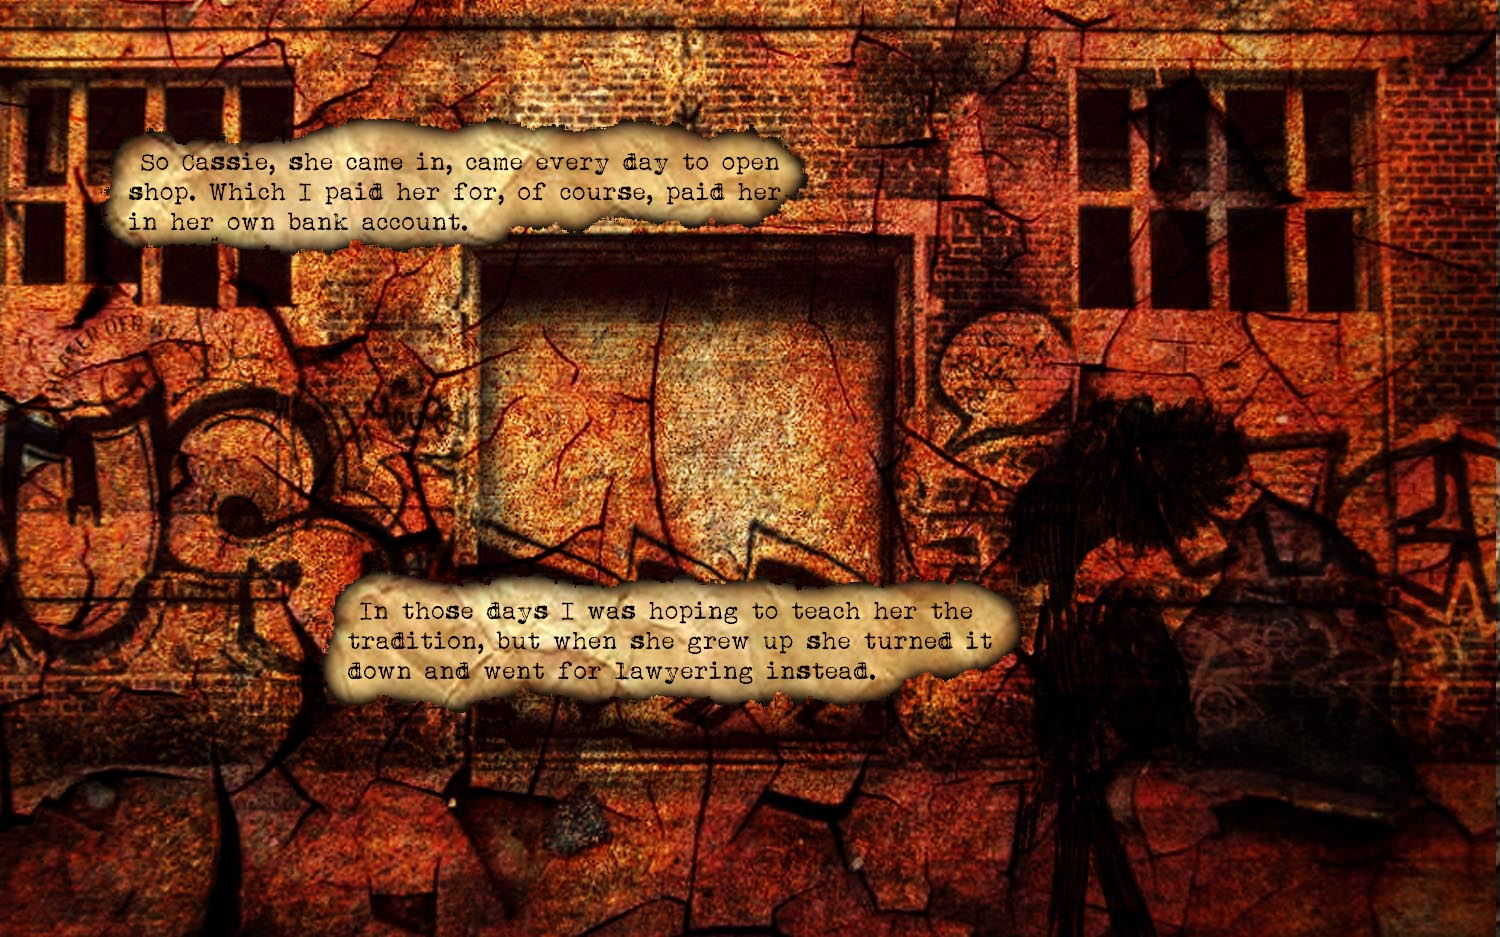 So Cassie, she came in, came every day to open
shop. Which I paid her for, of course, paid her
in her own bank account.
In those days I was hoping to teach her the
tradition, but when she grew up she turned it
down and went for lawyering instead.